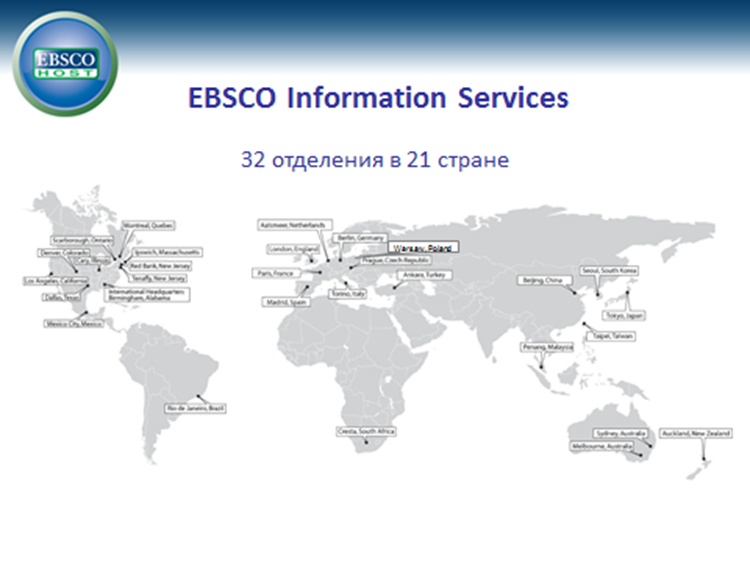 EBSCO
HOST
EBSCO Information Services
32 отделения в 21 стране
Montreal, Quebec
Scarborough, Ontario
Denver, Colorado
Cary, Illinois
Ipswich, Massachusetts
Red Bank, New Jersey
Tenafly, New Jersey
Los Angeles, California
International Headquarters
Birmingham, Alabama
Dallas, Texas
Mexico City, Mexico
Rio de Janeiro, Brazil
Aalsmeer, Netherlands
Berlin, Germany
London, England
Warsaw, Poland
Prague, Czech Republic
Paris, France
Ankara, Turkey
Madrid, Spain
Torino, Italy
Cresta, South Africa
Seoul, South Korea
Beijing, China
Tokyo, Japan
Taipei, Taiwan
Penang, Malaysia
Sydney, Australia
Auckland, New Zealand
Melbourne, Australia